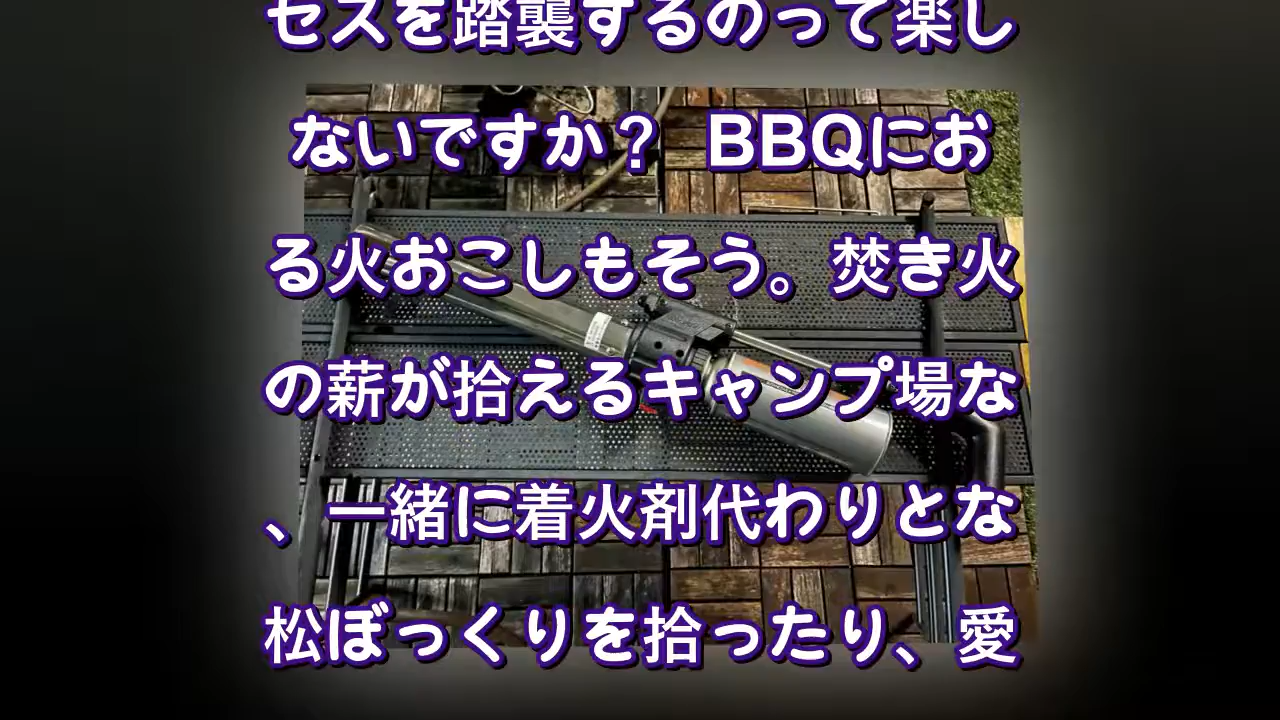 セスを踏襲するのって楽し
ないですか？ BBQにお
る火おこしもそう。焚き火
の薪が拾えるキャンプ場な
、一緒に着火剤代わりとな
松ぼっくりを拾ったり、愛